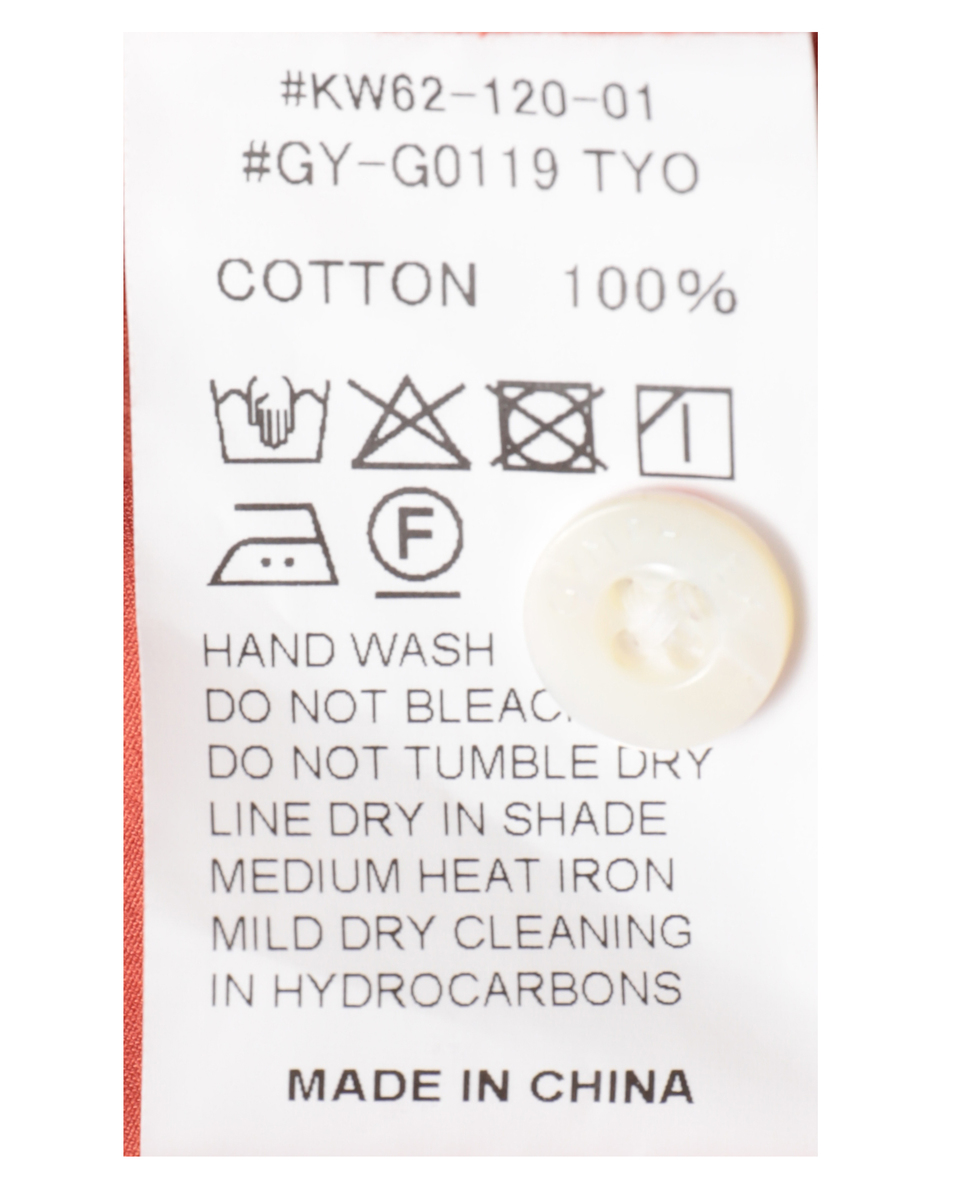 #KW62-120-01
#GY-G0119 TYO
COTTON 100%
F
HAND WASH
DO NOT
DO NOT TUMBLE DRY
LINE DRY IN SHADE
MEDIUM HEAT IRON
MILD DRY CLEANING
IN HYDROCARBONS
MADE IN CHINA